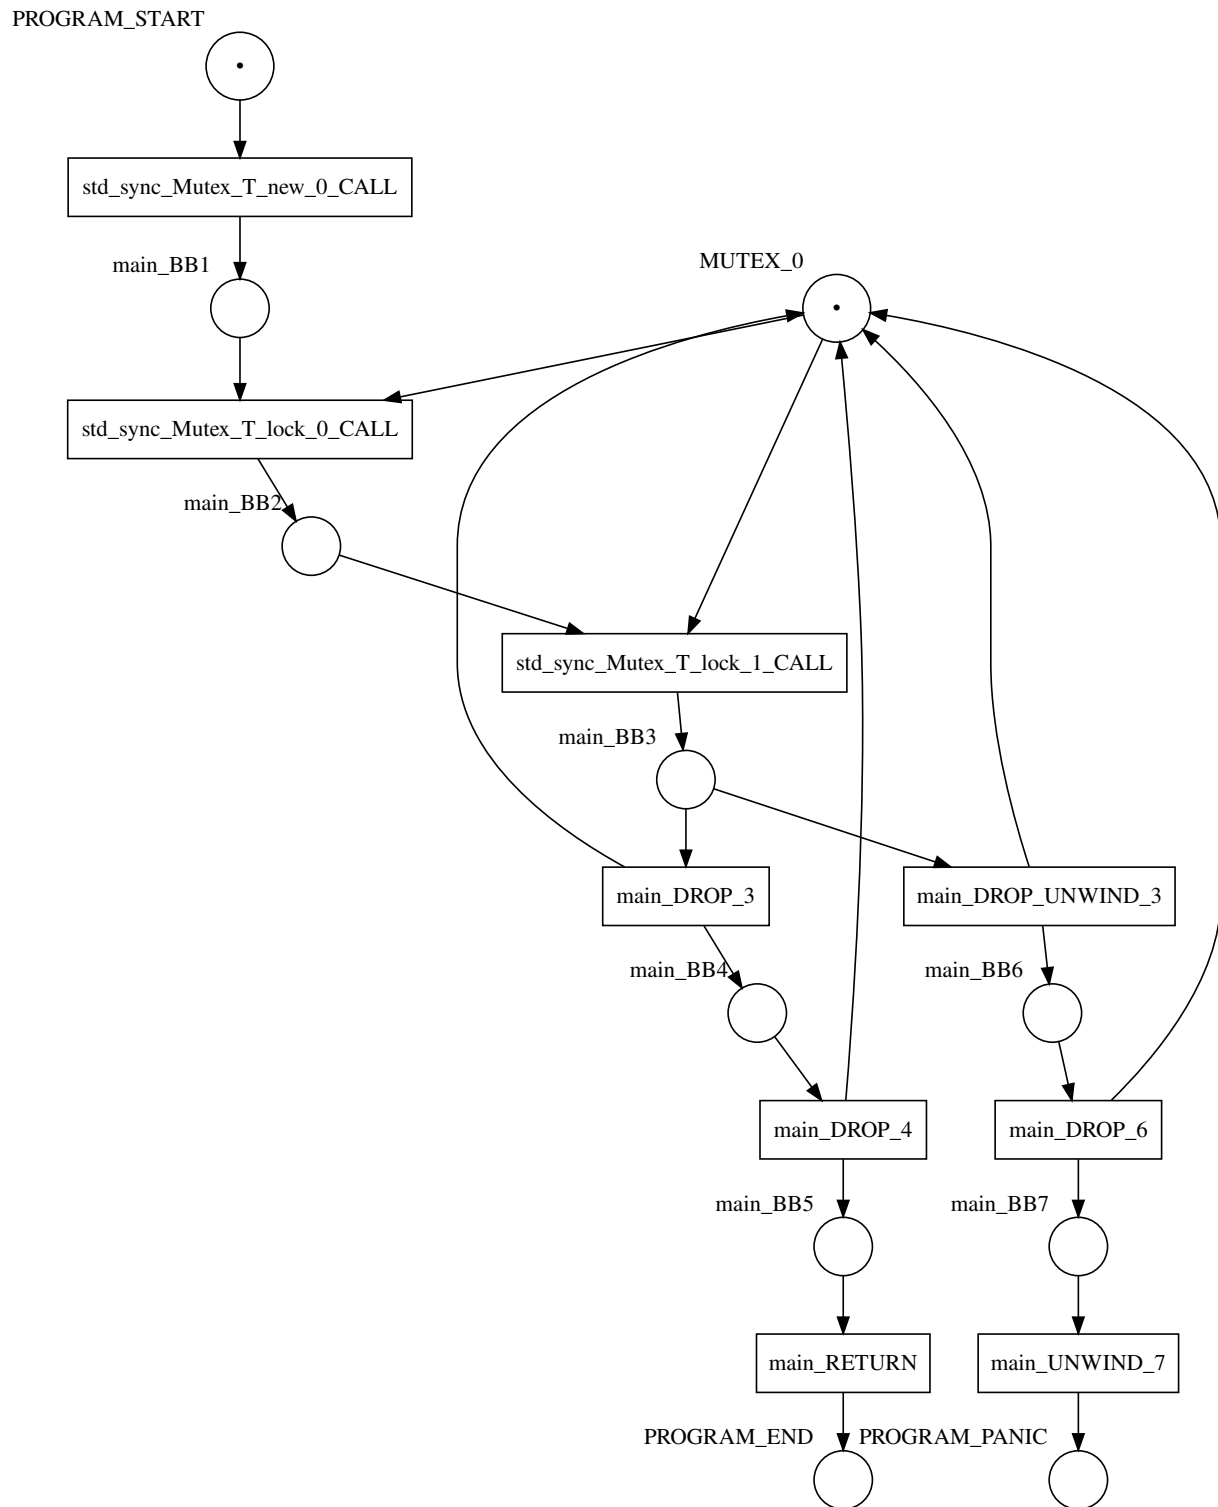 PROGRAM_START
std_sync_Mutex_T_new_0_CALL
main_BB1
MUTEX_0
std_sync_Mutex_T_lock_0_CALL
main_BB2
std_sync_Mutex_T_lock_1_CALL
main_BB3
main_DROP_3
main_DROP_UNWIND_3
main_BB4
main_BB6
main_DROP_4
main_DROP_6
main_BB5
main_BB7
main_RETURN
main_UNWIND_7
PROGRAM_END
PROGRAM_PANIC